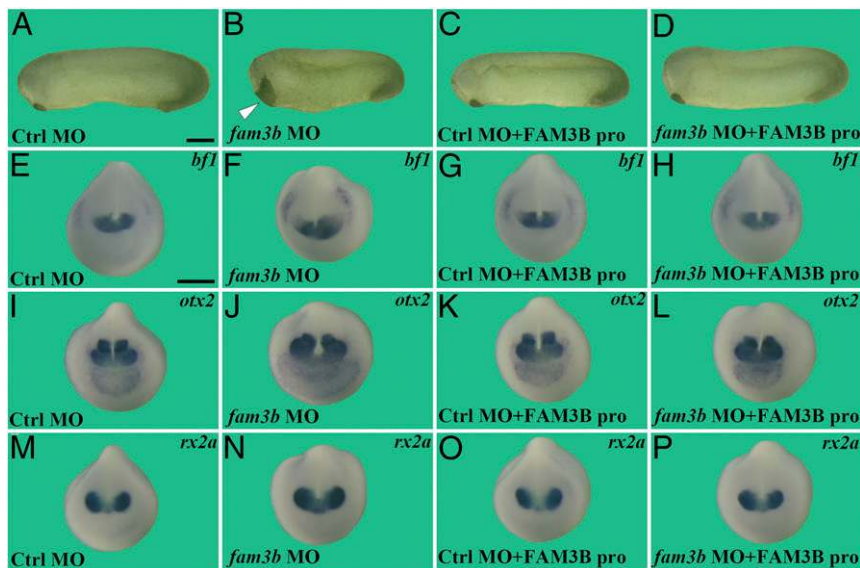 A
Ctrl MO
B
fam3b MO
C
Ctrl MO+FAM3B pro
D
fam3b MO+FAM3B pro
E
bf1
Ctrl MO
F
bf1
fam3b MO
G
bf1
Ctrl MO+FAM3B pro
H
bf1
fam3b MO+FAM3B pro
I
otx2
Ctrl MO
J
otx2
fam3b MO
K
otx2
Ctrl MO+FAM3B pro
L
otx2
fam3b MO+FAM3B pro
M
rx2a
Ctrl MO
N
rx2a
fam3b MO
O
rx2a
Ctrl MO+FAM3B pro
P
rx2a
fam3b MO+FAM3B pro